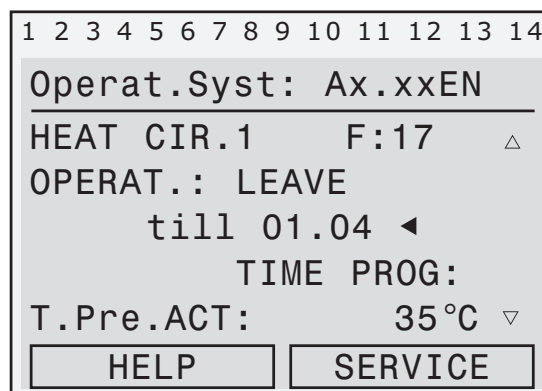 1 2 3 4 5 6 7 8 9 10 11 12 13 14
Operat.Syst: Ax.xxEN
HEAT CIR.1 F:17 △
OPERAT.: LEAVE
till 01.04 ◀
TIME PROG:
T.Pre.ACT: 35°C ▽
HELP SERVICE